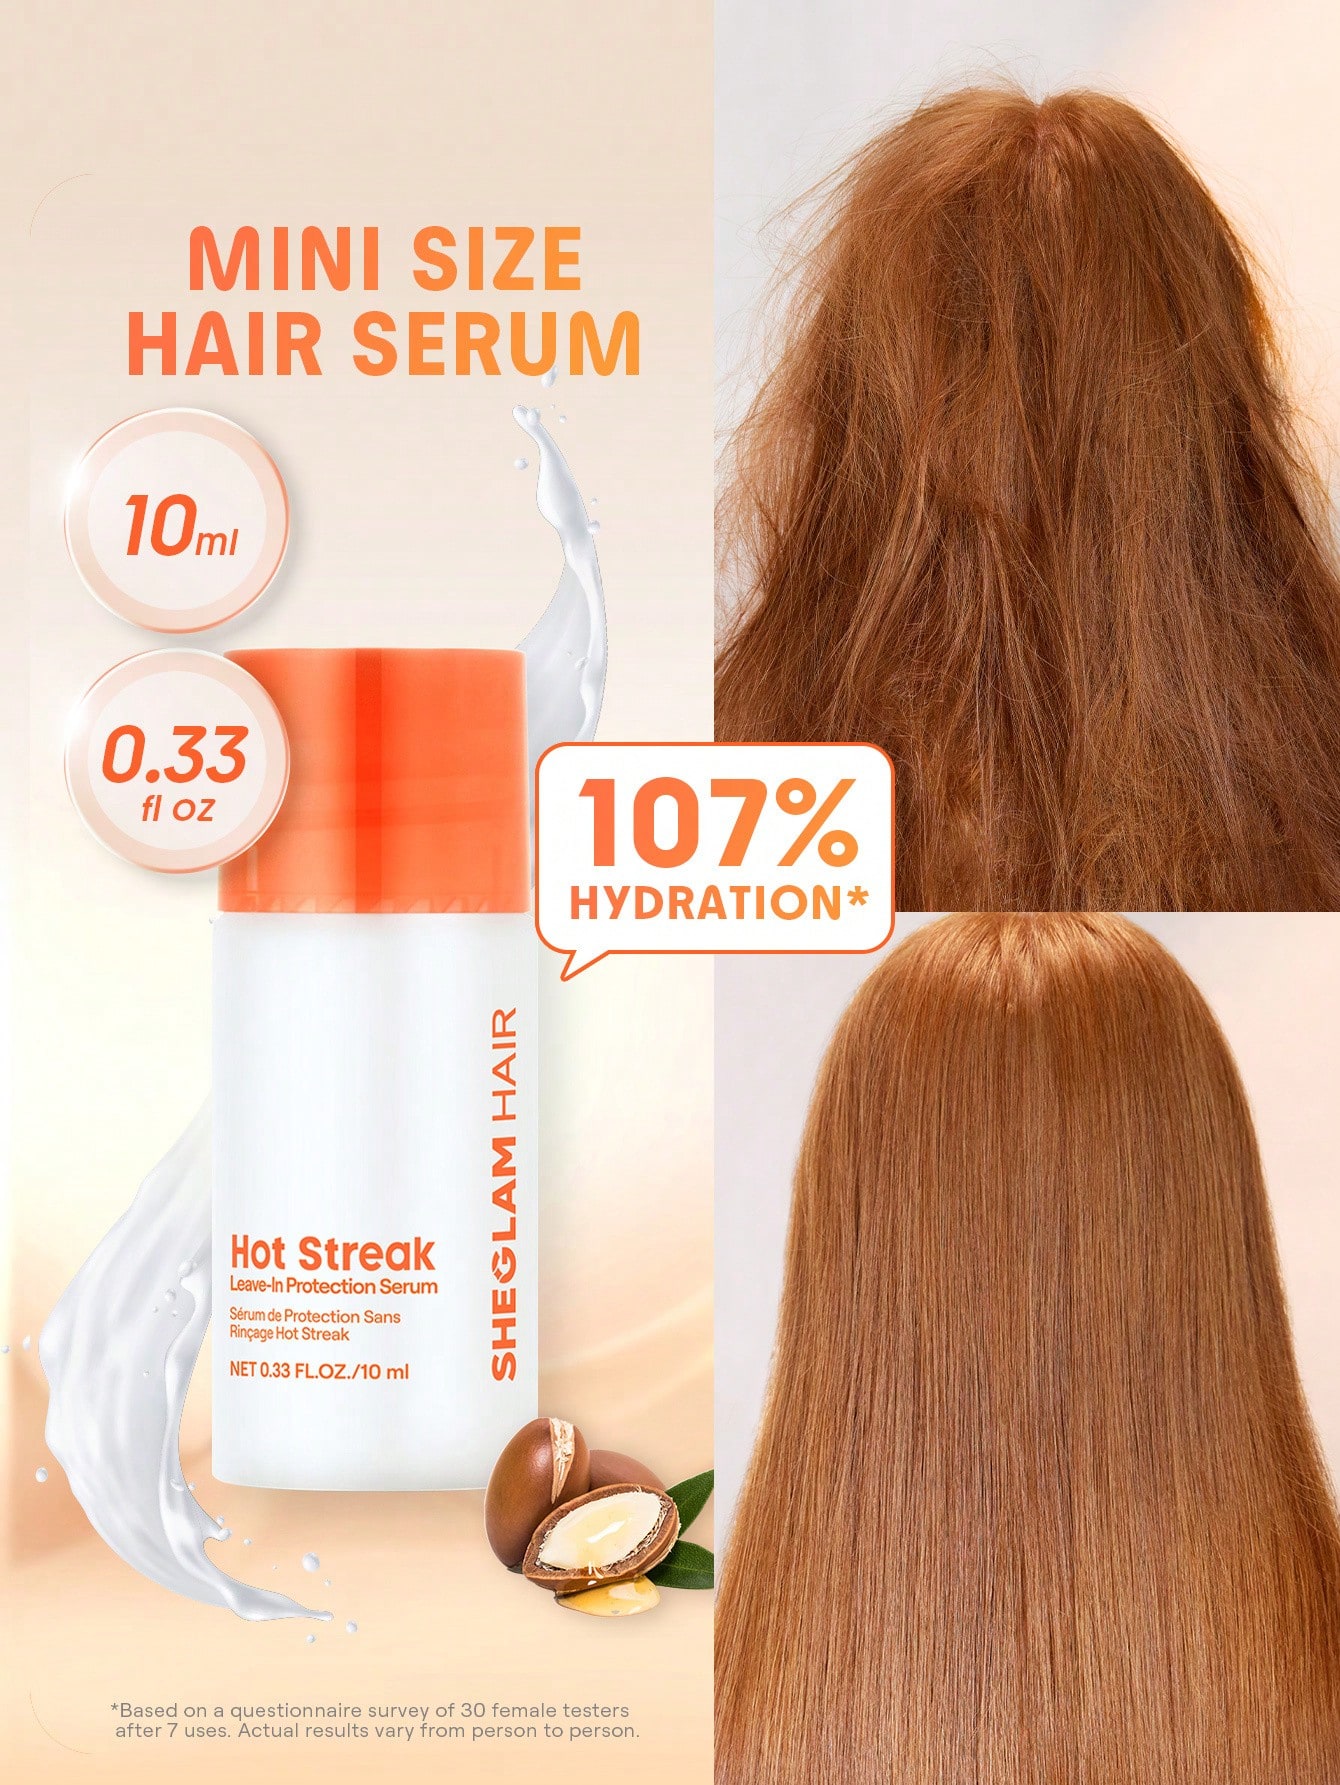 MINI SIZE
HAIR SERUM
10ml
0.33
fl oz
107%
HYDRATION*
SHEGLAM HAIR
Hot Streak
Leave-In Protection Serum
Sérum de Protection Sans
Rinçage Hot Streak
NET 0.33 FL.OZ./10 ml
*Based on a questionnaire survey of 30 female testers
after 7 uses. Actual results vary from person to person.